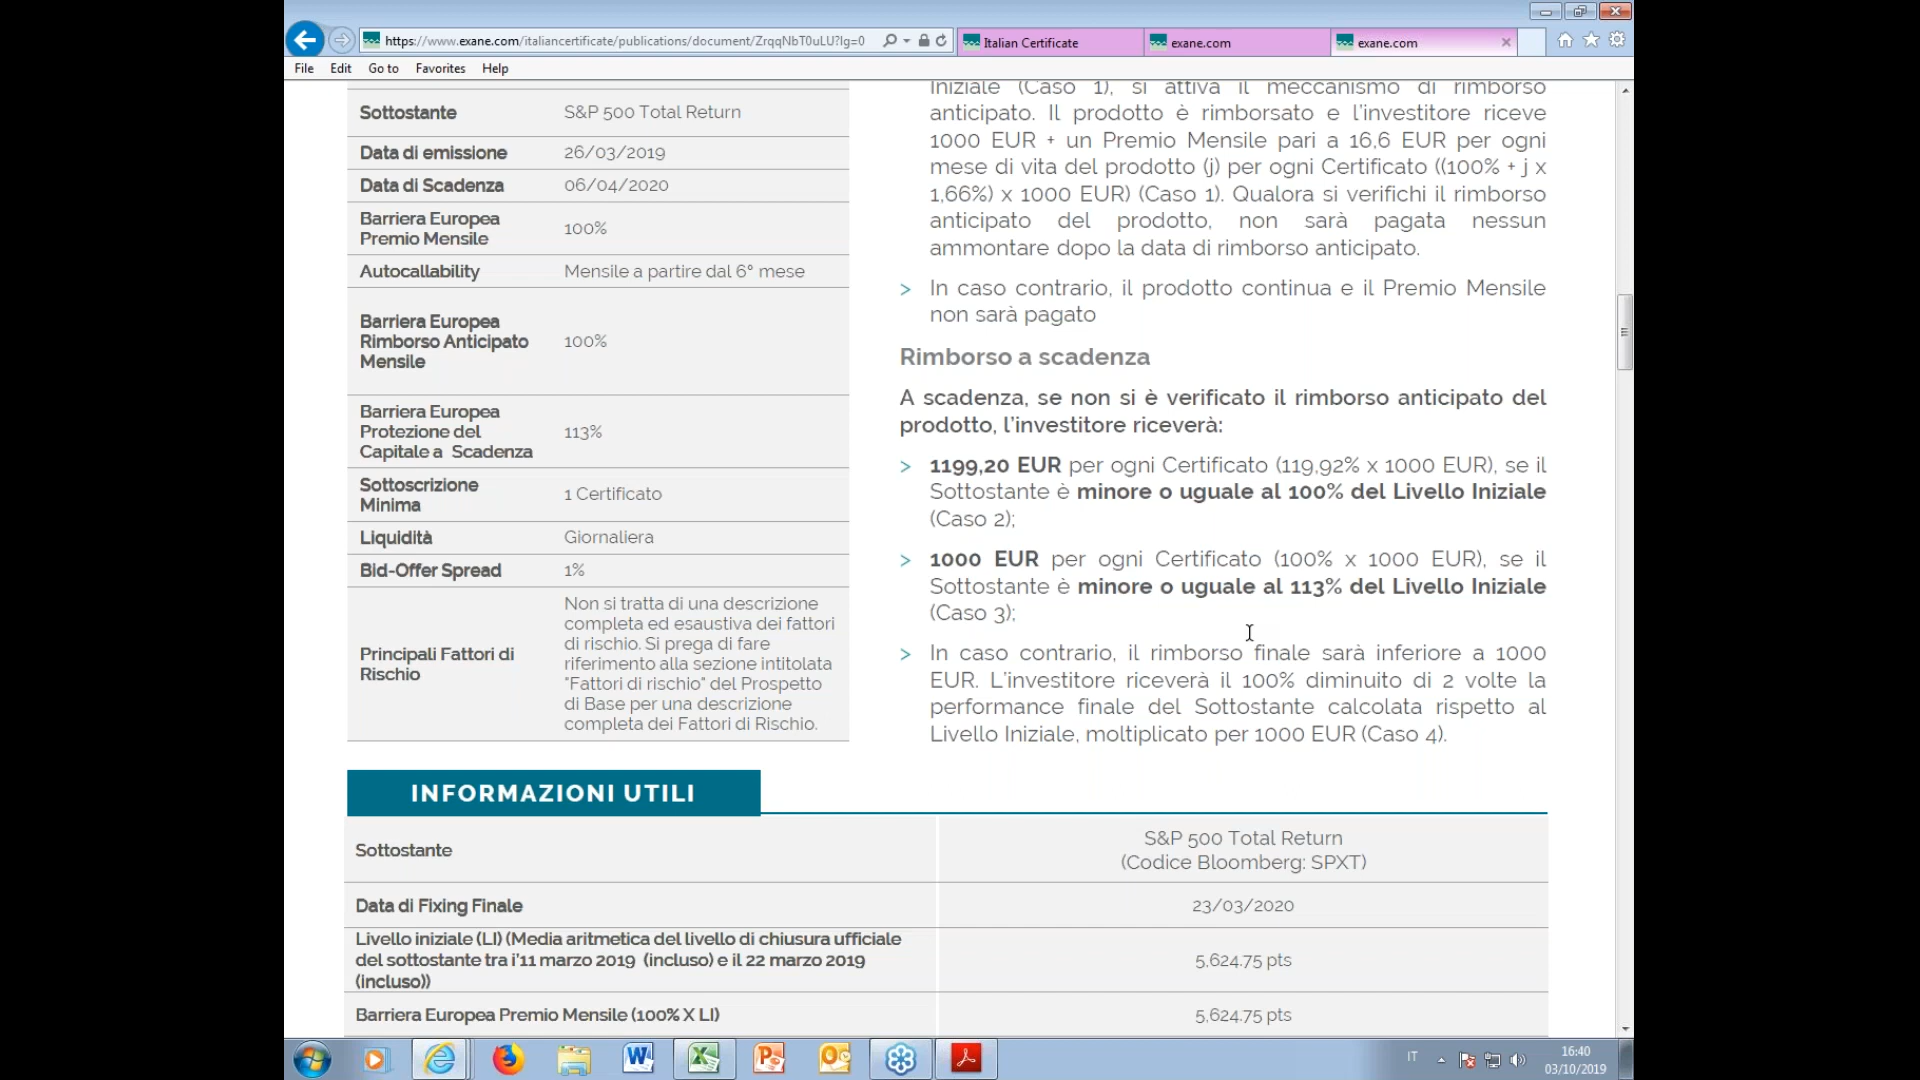 https://www.exane.com/italiancertificate/publications/document/ZrqqNbT0uLU?lg=0
Italian Certificate
exane.com
exane.com
File Edit Go to Favorites Help
Sottostante S&P 500 Total Return
Data di emissione 26/03/2019
Data di Scadenza 06/04/2020
Barriera Europea
Premio Mensile
100%
Autocallability Mensile a partire dal 6° mese
Barriera Europea
Rimborso Anticipato
Mensile
100%
Barriera Europea
Protezione del
Capitale a Scadenza
113%
Sottoscrizione
Minima
1 Certificato
Liquidità Giornaliera
Bid-Offer Spread 1%
Principali Fattori di
Rischio
Non si tratta di una descrizione
completa ed esaustiva dei fattori
di rischio. Si prega di fare
riferimento alla sezione intitolata
"Fattori di rischio" del Prospetto
di Base per una descrizione
completa dei Fattori di Rischio.
Iniziale (Caso 1), si attiva il meccanismo di rimborso
anticipato. Il prodotto è rimborsato e l'investitore riceve
1000 EUR + un Premio Mensile pari a 16,6 EUR per ogni
mese di vita del prodotto (j) per ogni Certificato ((100% + j x
1,66%) x 1000 EUR) (Caso 1). Qualora si verifichi il rimborso
anticipato del prodotto, non sarà pagata nessun
ammontare dopo la data di rimborso anticipato.
> In caso contrario, il prodotto continua e il Premio Mensile
non sarà pagato
Rimborso a scadenza
A scadenza, se non si è verificato il rimborso anticipato del
prodotto, l'investitore riceverà:
> 1199,20 EUR per ogni Certificato (119,92% x 1000 EUR), se il
Sottostante è minore o uguale al 100% del Livello Iniziale
(Caso 2);
> 1000 EUR per ogni Certificato (100% x 1000 EUR), se il
Sottostante è minore o uguale al 113% del Livello Iniziale
(Caso 3);
> In caso contrario, il rimborso finale sarà inferiore a 1000
EUR. L'investitore riceverà il 100% diminuito di 2 volte la
performance finale del Sottostante calcolata rispetto al
Livello Iniziale, moltiplicato per 1000 EUR (Caso 4).
INFORMAZIONI UTILI
Sottostante
S&P 500 Total Return
(Codice Bloomberg: SPXT)
Data di Fixing Finale 23/03/2020
Livello iniziale (LI) (Media aritmetica del livello di chiusura ufficiale
del sottostante tra i'11 marzo 2019 (incluso) e il 22 marzo 2019
(incluso))
5,624.75 pts
Barriera Europea Premio Mensile (100% X LI) 5,624.75 pts
IT
16:40
03/10/2019